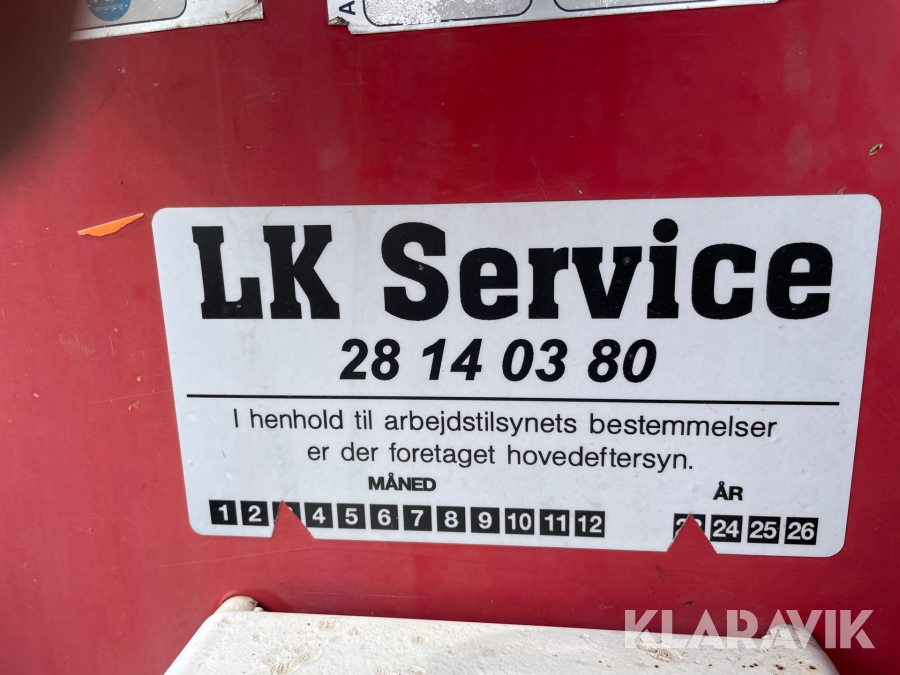 A
LK Service
28 14 03 80
I henhold til arbejdstilsynets bestemmelser
er der foretaget hovedeftersyn.
MÅNED
ÅR
1 2 4 5 6 7 8 9 10 11 12
24 25 26
KLARAVIK